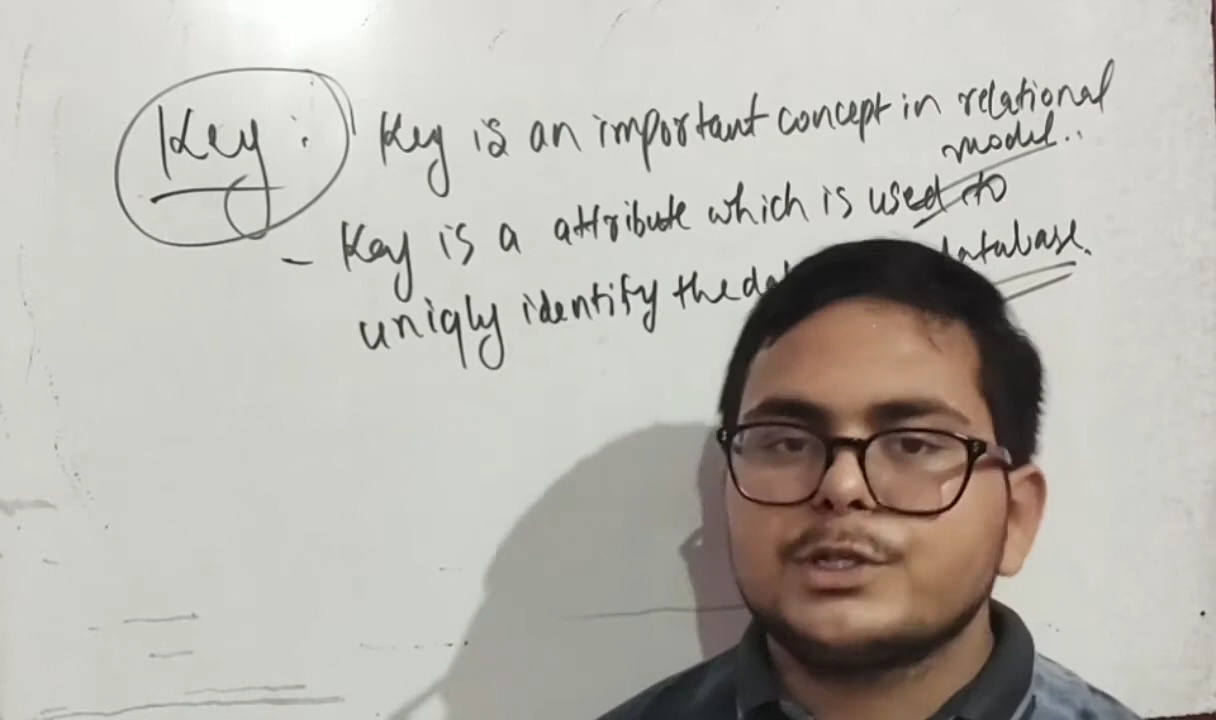 Key : Key is an important concept in relational
model..
- Key is a attribute which is used to
uniqly identify the database.